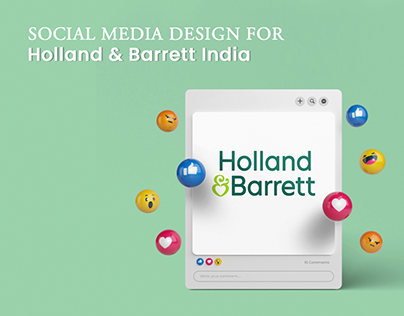 SOCIAL MEDIA DESIGN FOR
Holland & Barrett India
Holland
&Barrett